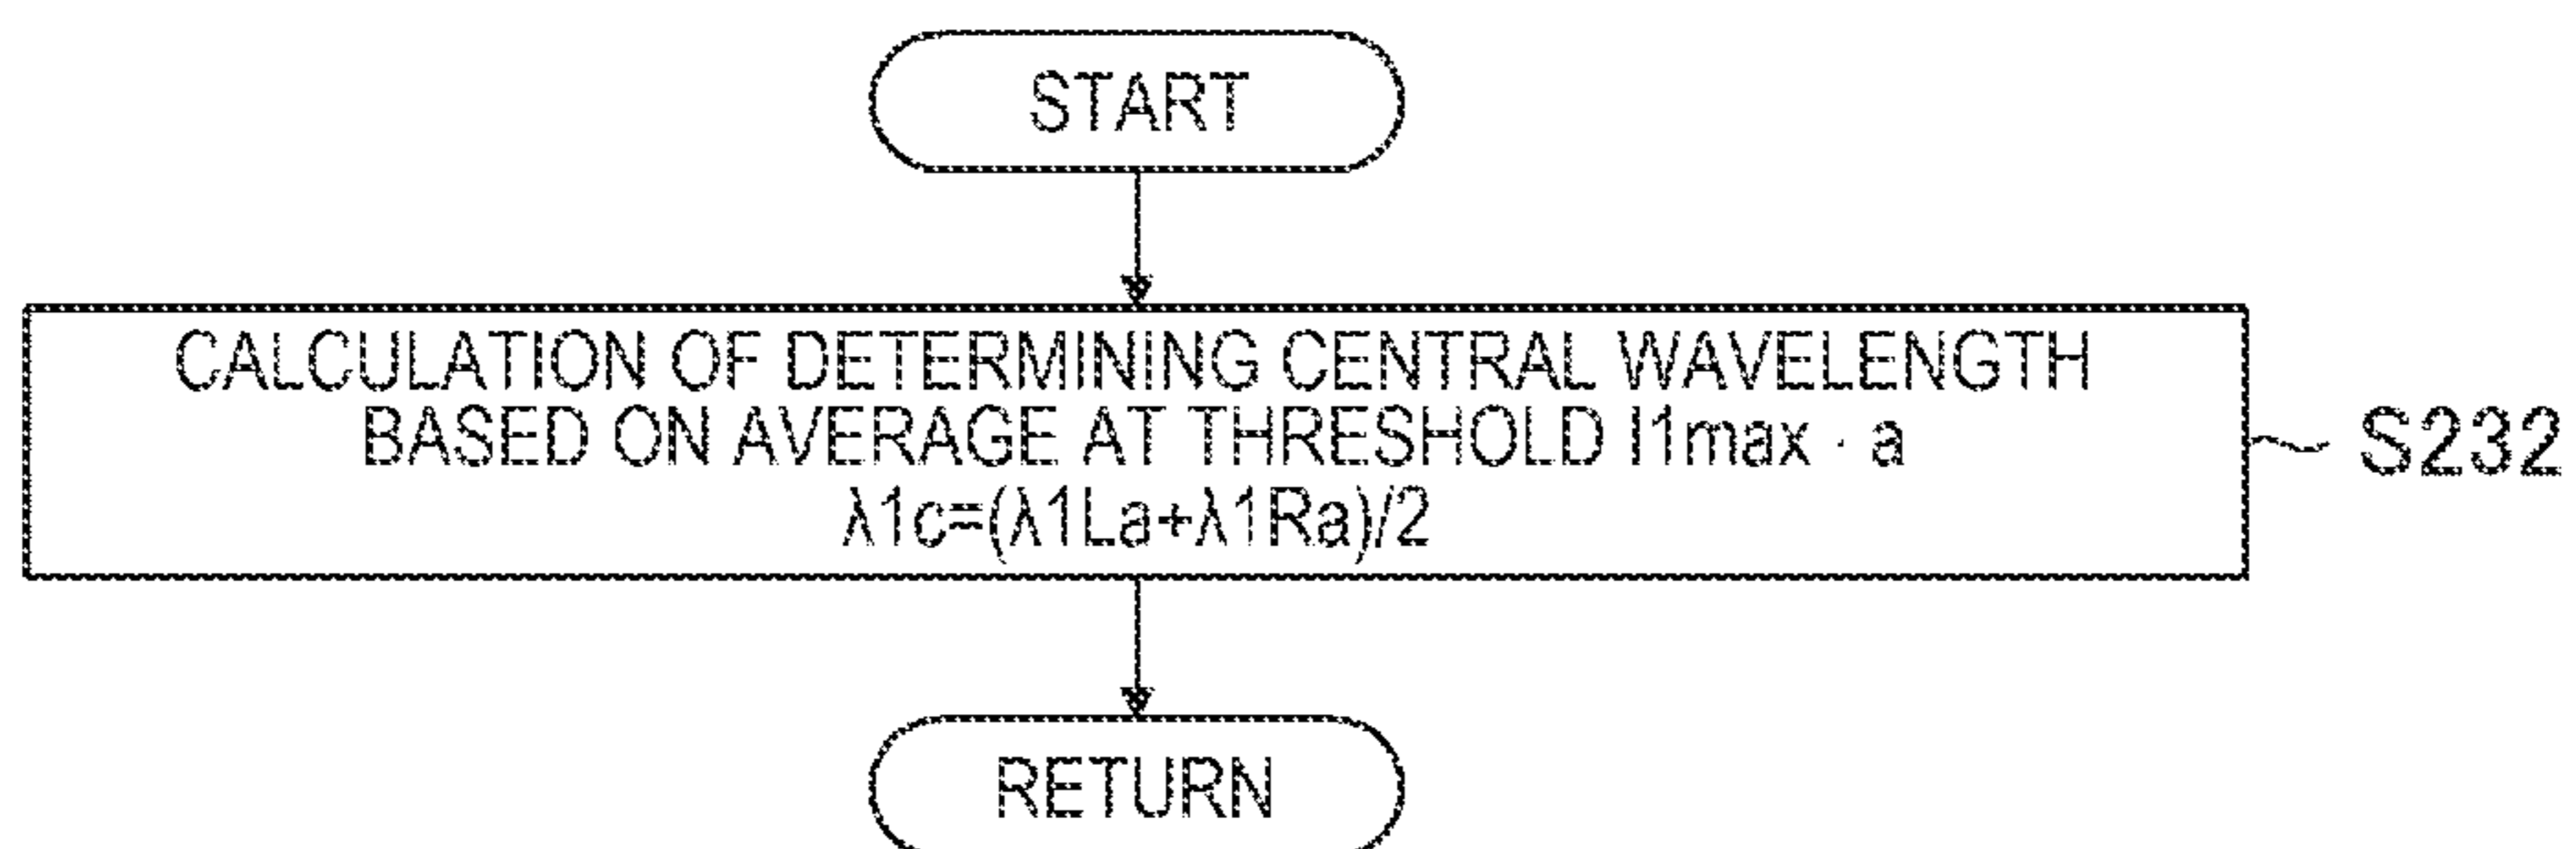 START
CALCULATION OF DETERMINING CENTRAL WAVELENGTH
BASED ON AVERAGE AT THRESHOLD I1max · a
λ1c=(λ1La+λ1Ra)/2
S232
RETURN